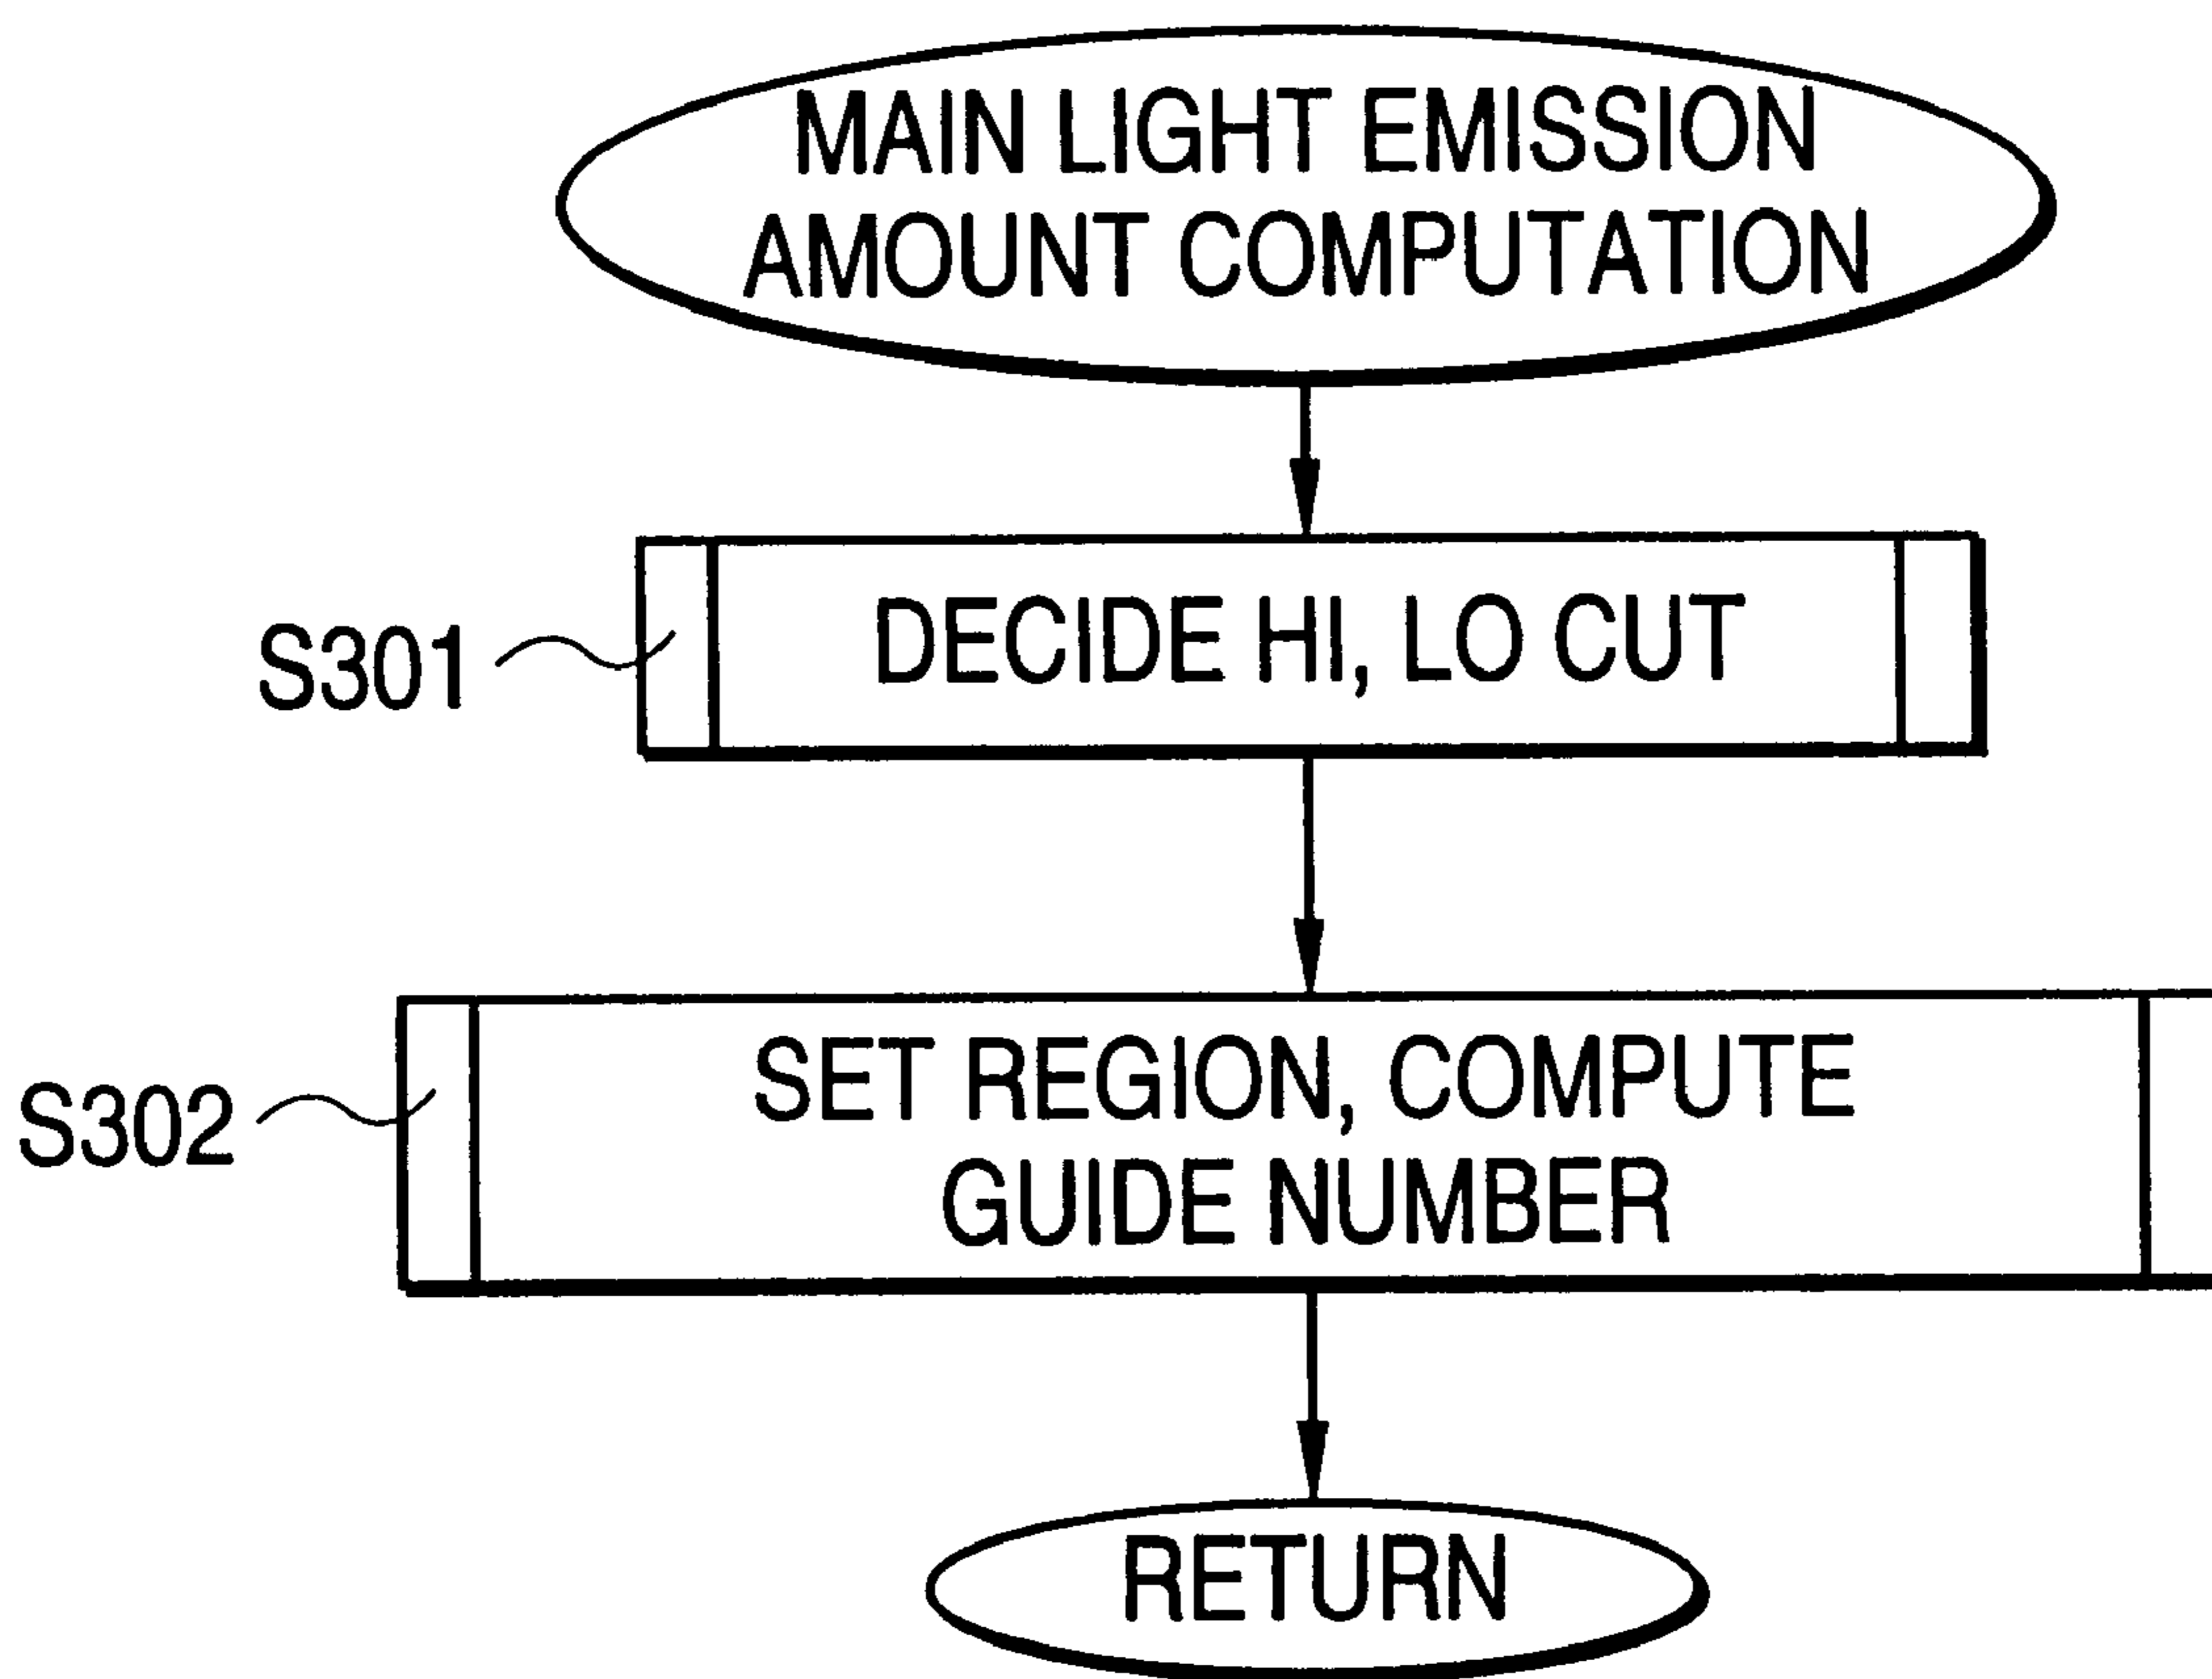 MAIN LIGHT EMISSION
AMOUNT COMPUTATION
S301
DECIDE HI, LO CUT
S302
SET REGION, COMPUTE
GUIDE NUMBER
RETURN